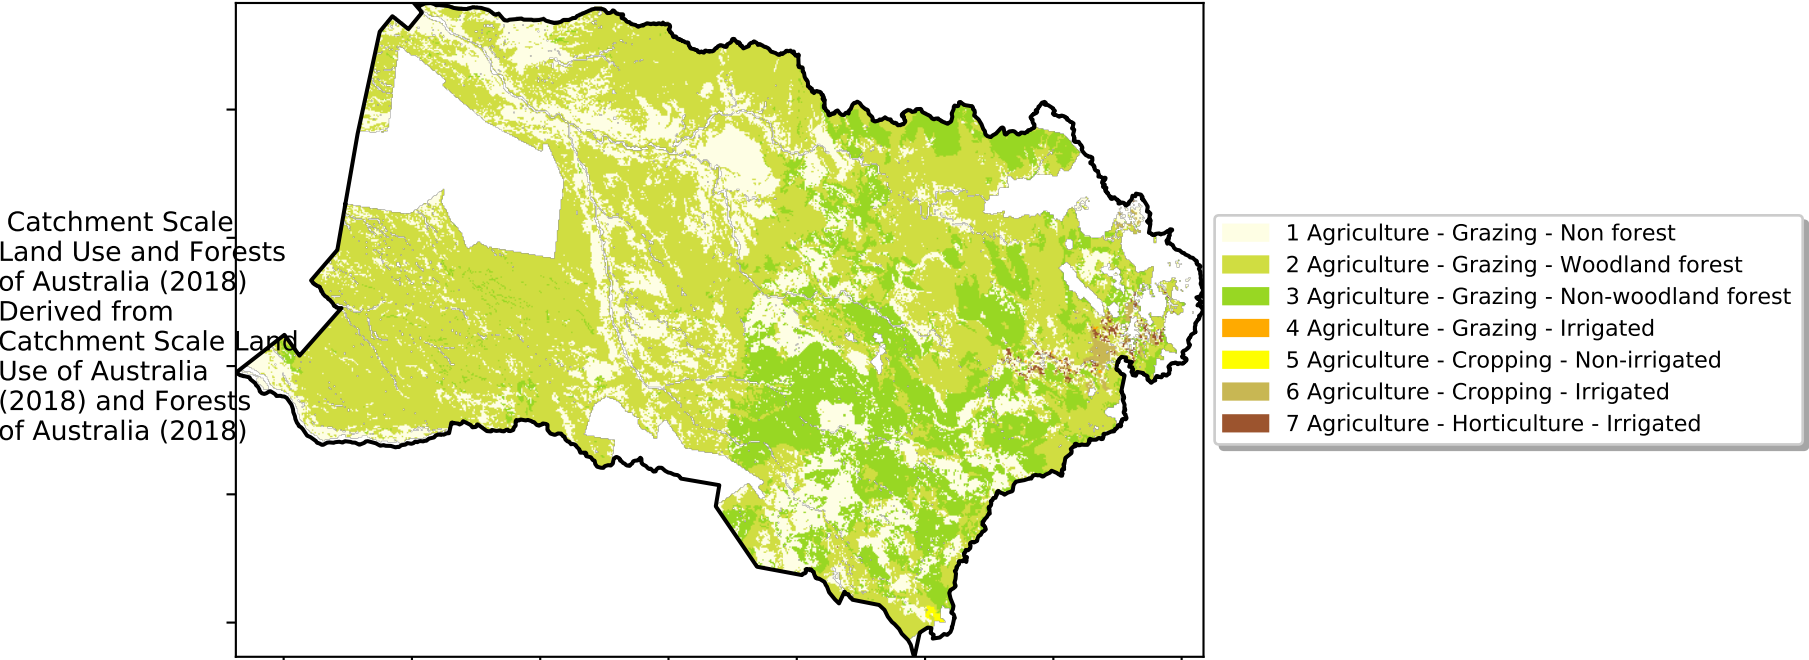 Catchment Scale
Land Use and Forests
of Australia (2018)
Derived from
Catchment Scale Land
Use of Australia
(2018) and Forests
of Australia (2018)
1 Agriculture - Grazing - Non forest
2 Agriculture - Grazing - Woodland forest
3 Agriculture - Grazing - Non-woodland forest
4 Agriculture - Grazing - Irrigated
5 Agriculture - Cropping - Non-irrigated
6 Agriculture - Cropping - Irrigated
7 Agriculture - Horticulture - Irrigated